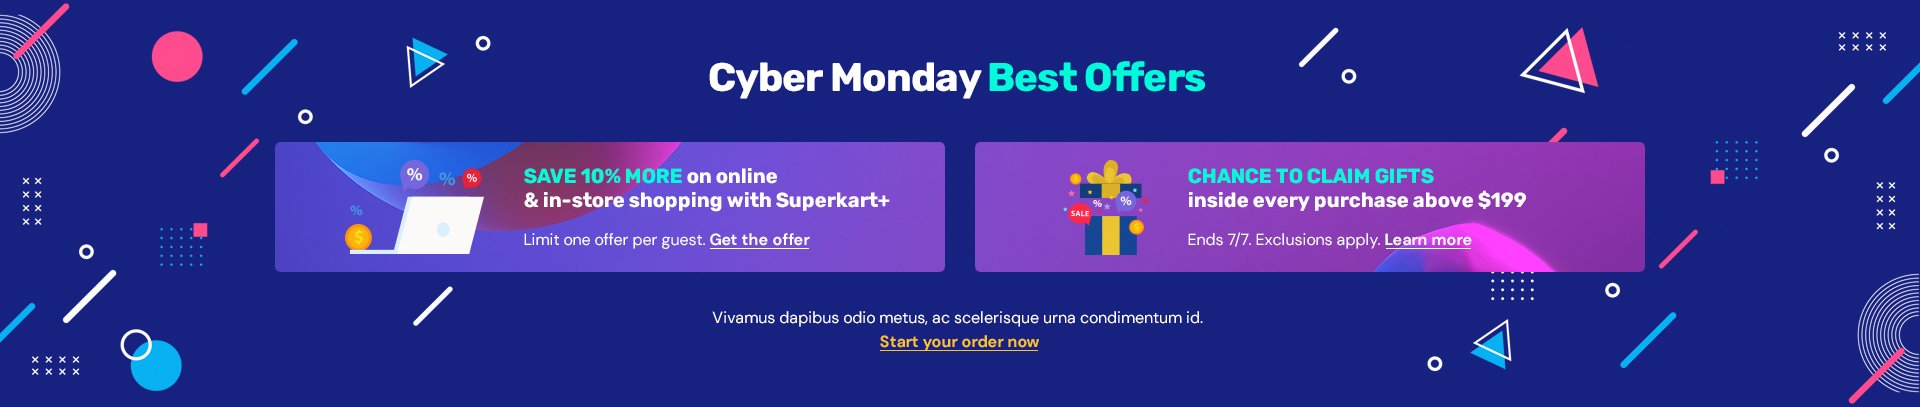 Cyber Monday Best Offers
%
%
%
%
$
SAVE 10% MORE on online
& in-store shopping with Superkart+
Limit one offer per guest. Get the offer
SALE
%
%
$
CHANCE TO CLAIM GIFTS
inside every purchase above $199
Ends 7/7. Exclusions apply. Learn more
Vivamus dapibus odio metus, ac scelerisque urna condimentum id.
Start your order now